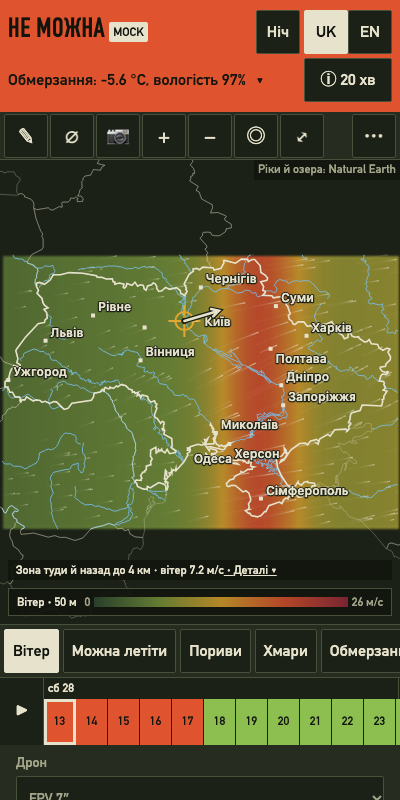 НЕ МОЖНА МОСК
Ніч UK EN
Обмерзання: -5.6 °C, вологість 97% ▾
ⓘ 20 хв
Ріки й озера: Natural Earth
Чернігів
Суми
Рівне
Київ
Харків
Львів
Вінниця
Полтава
Ужгород
Дніпро
Запоріжжя
Миколаїв
Одеса Херсон
Сімферополь
Зона туди й назад до 4 км · вітер 7.2 м/с · Деталі ▾
Вітер · 50 м 0 26 м/с
Вітер Можна летіти Пориви Хмари Обмерзан
сб 28
13 14 15 16 17 18 19 20 21 22 23
Дрон
FPV 7"